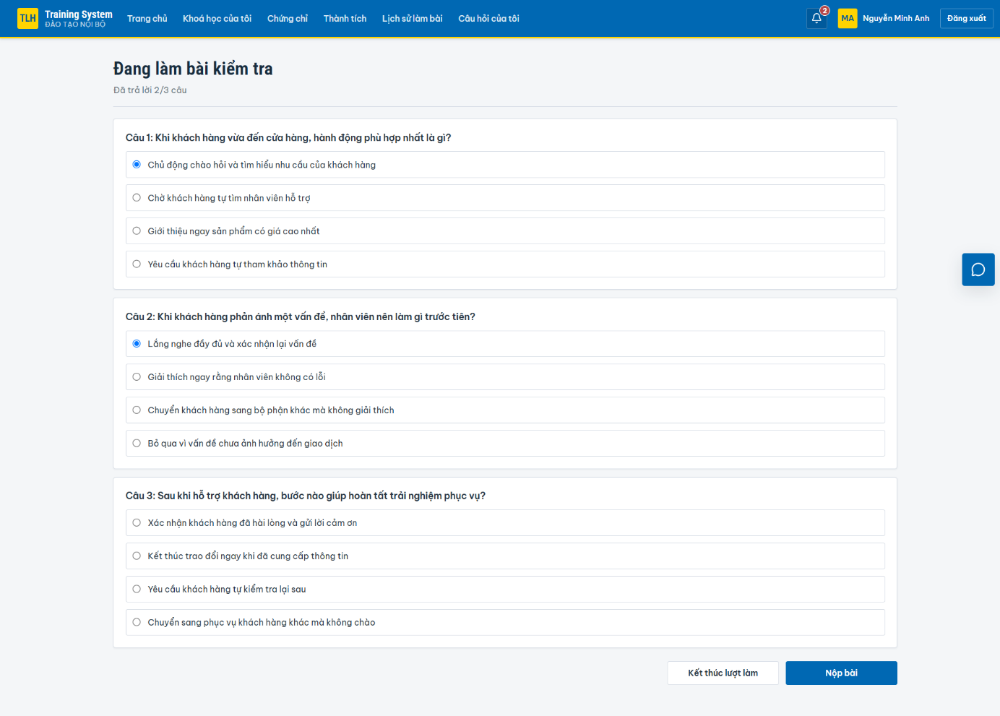 TLH
Training System
ĐÀO TẠO NỘI BỘ
Trang chủ
Khoá học của tôi
Chứng chỉ
Thành tích
Lịch sử làm bài
Câu hỏi của tôi
2
MA
Nguyễn Minh Anh
Đăng xuất
Đang làm bài kiểm tra
Đã trả lời 2/3 câu
Câu 1: Khi khách hàng vừa đến cửa hàng, hành động phù hợp nhất là gì?
Chủ động chào hỏi và tìm hiểu nhu cầu của khách hàng
Chờ khách hàng tự tìm nhân viên hỗ trợ
Giới thiệu ngay sản phẩm có giá cao nhất
Yêu cầu khách hàng tự tham khảo thông tin
Câu 2: Khi khách hàng phản ánh một vấn đề, nhân viên nên làm gì trước tiên?
Lắng nghe đầy đủ và xác nhận lại vấn đề
Giải thích ngay rằng nhân viên không có lỗi
Chuyển khách hàng sang bộ phận khác mà không giải thích
Bỏ qua vì vấn đề chưa ảnh hưởng đến giao dịch
Câu 3: Sau khi hỗ trợ khách hàng, bước nào giúp hoàn tất trải nghiệm phục vụ?
Xác nhận khách hàng đã hài lòng và gửi lời cảm ơn
Kết thúc trao đổi ngay khi đã cung cấp thông tin
Yêu cầu khách hàng tự kiểm tra lại sau
Chuyển sang phục vụ khách hàng khác mà không chào
Kết thúc lượt làm
Nộp bài